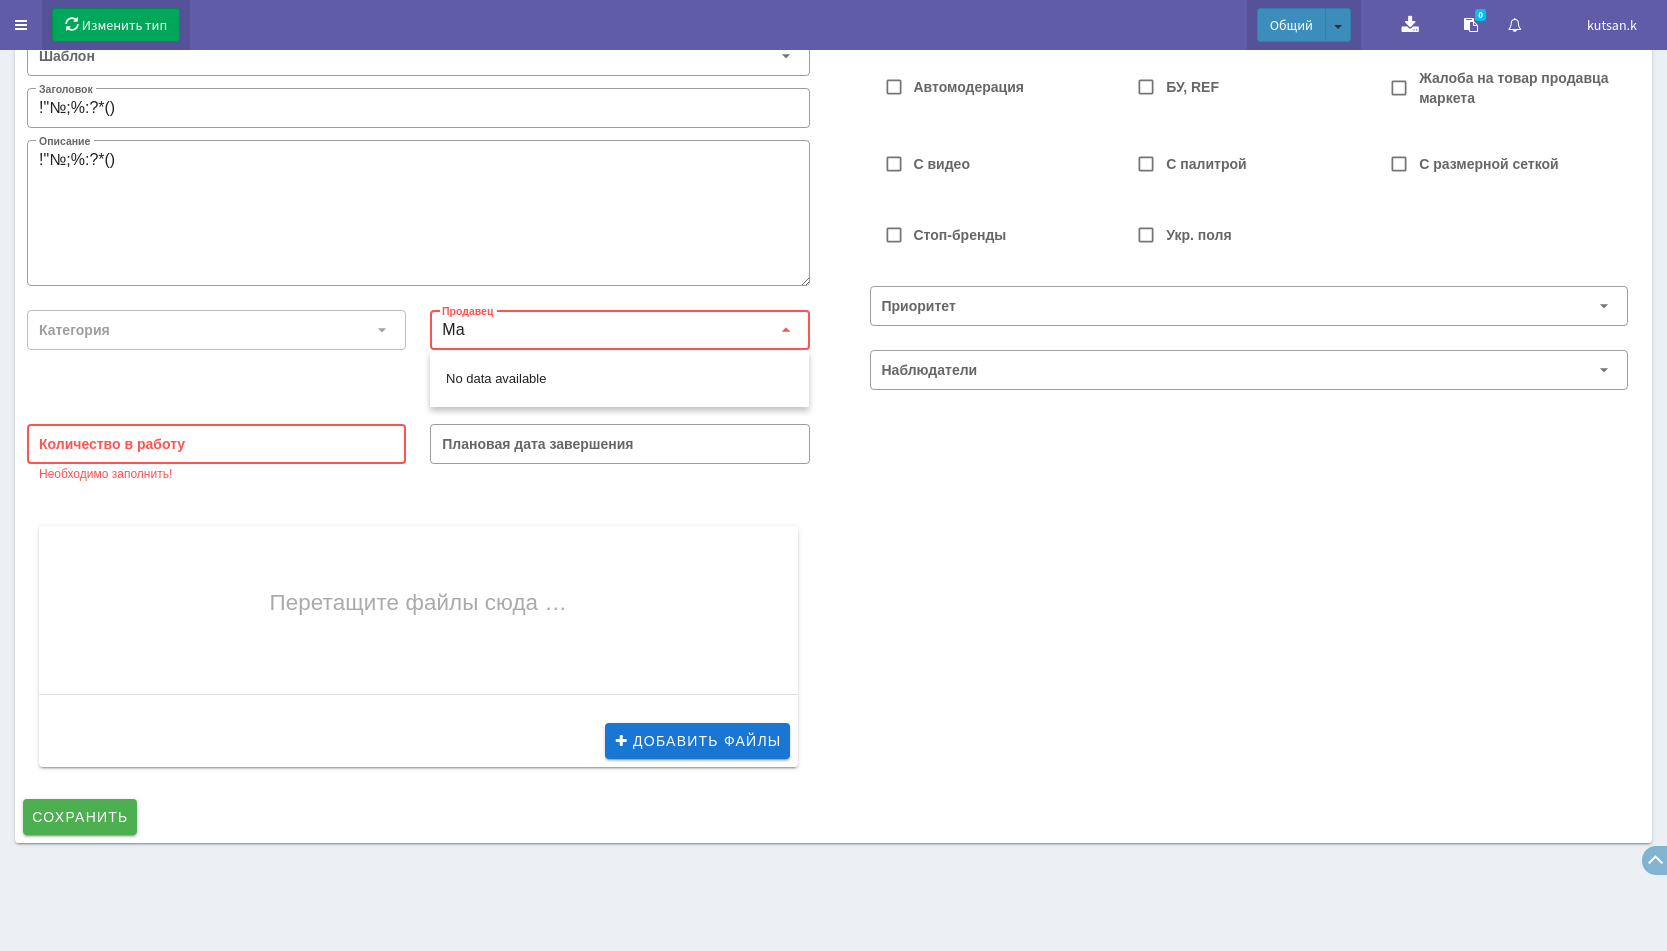 Изменить тип
Общий
0
kutsan.k
Шаблон
Заголовок
!"№;%:?*()
Описание
!"№;%:?*()
Категория
Продавец
Ма
No data available
Количество в работу
Необходимо заполнить!
Плановая дата завершения
Перетащите файлы сюда …
ДОБАВИТЬ ФАЙЛЫ
СОХРАНИТЬ
Автомодерация
БУ, REF
Жалоба на товар продавца
маркета
С видео
С палитрой
С размерной сеткой
Стоп-бренды
Укр. поля
Приоритет
Наблюдатели